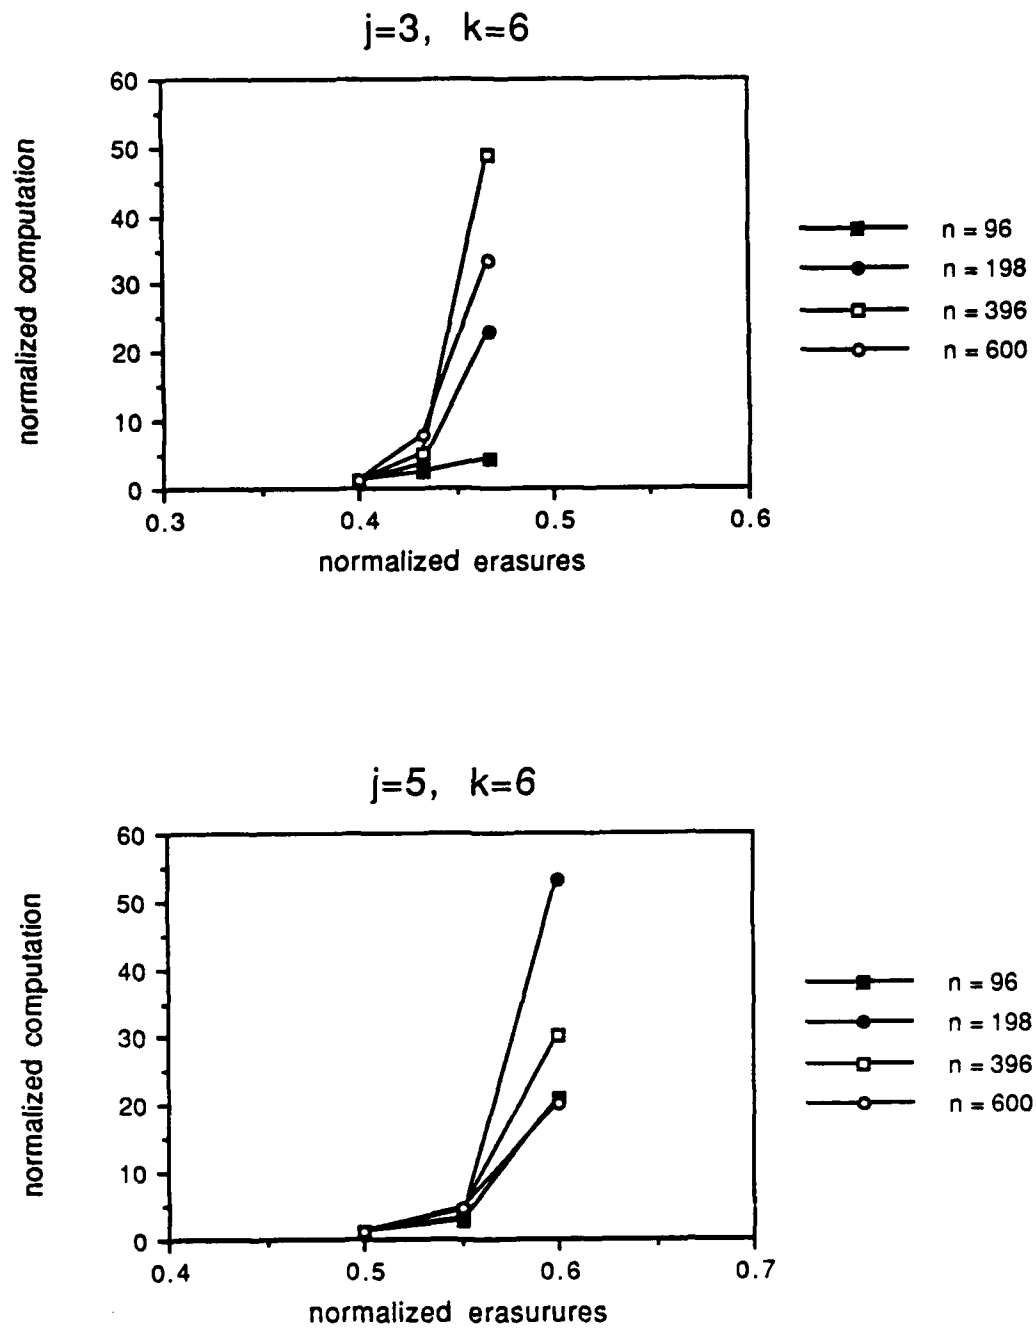 j=3, k=6
60
50
40
30
20
10
0
normalized computation
0.3 0.4 0.5 0.6
normalized erasures
n = 96
n = 198
n = 396
n = 600
j=5, k=6
60
50
40
30
20
10
0
normalized computation
0.4 0.5 0.6 0.7
normalized erasurures
n = 96
n = 198
n = 396
n = 600